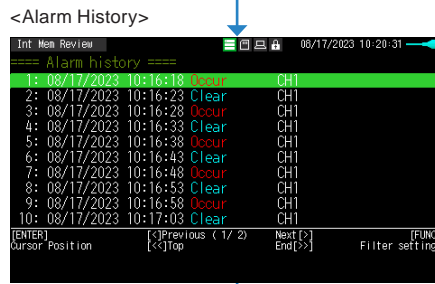 <Alarm History>
Int Mem Review 08/17/2023 10:20:31
==== Alarm history ====
1: 08/17/2023 10:16:18 Occur CH1
2: 08/17/2023 10:16:23 Clear CH1
3: 08/17/2023 10:16:28 Occur CH1
4: 08/17/2023 10:16:33 Clear CH1
5: 08/17/2023 10:16:38 Occur CH1
6: 08/17/2023 10:16:43 Clear CH1
7: 08/17/2023 10:16:48 Occur CH1
8: 08/17/2023 10:16:53 Clear CH1
9: 08/17/2023 10:16:58 Occur CH1
10: 08/17/2023 10:17:03 Clear CH1
[ENTER] [<]Previous ( 1/ 2) Next[>] [FUNC
Cursor Position [<<]Top End[>>] Filter setting